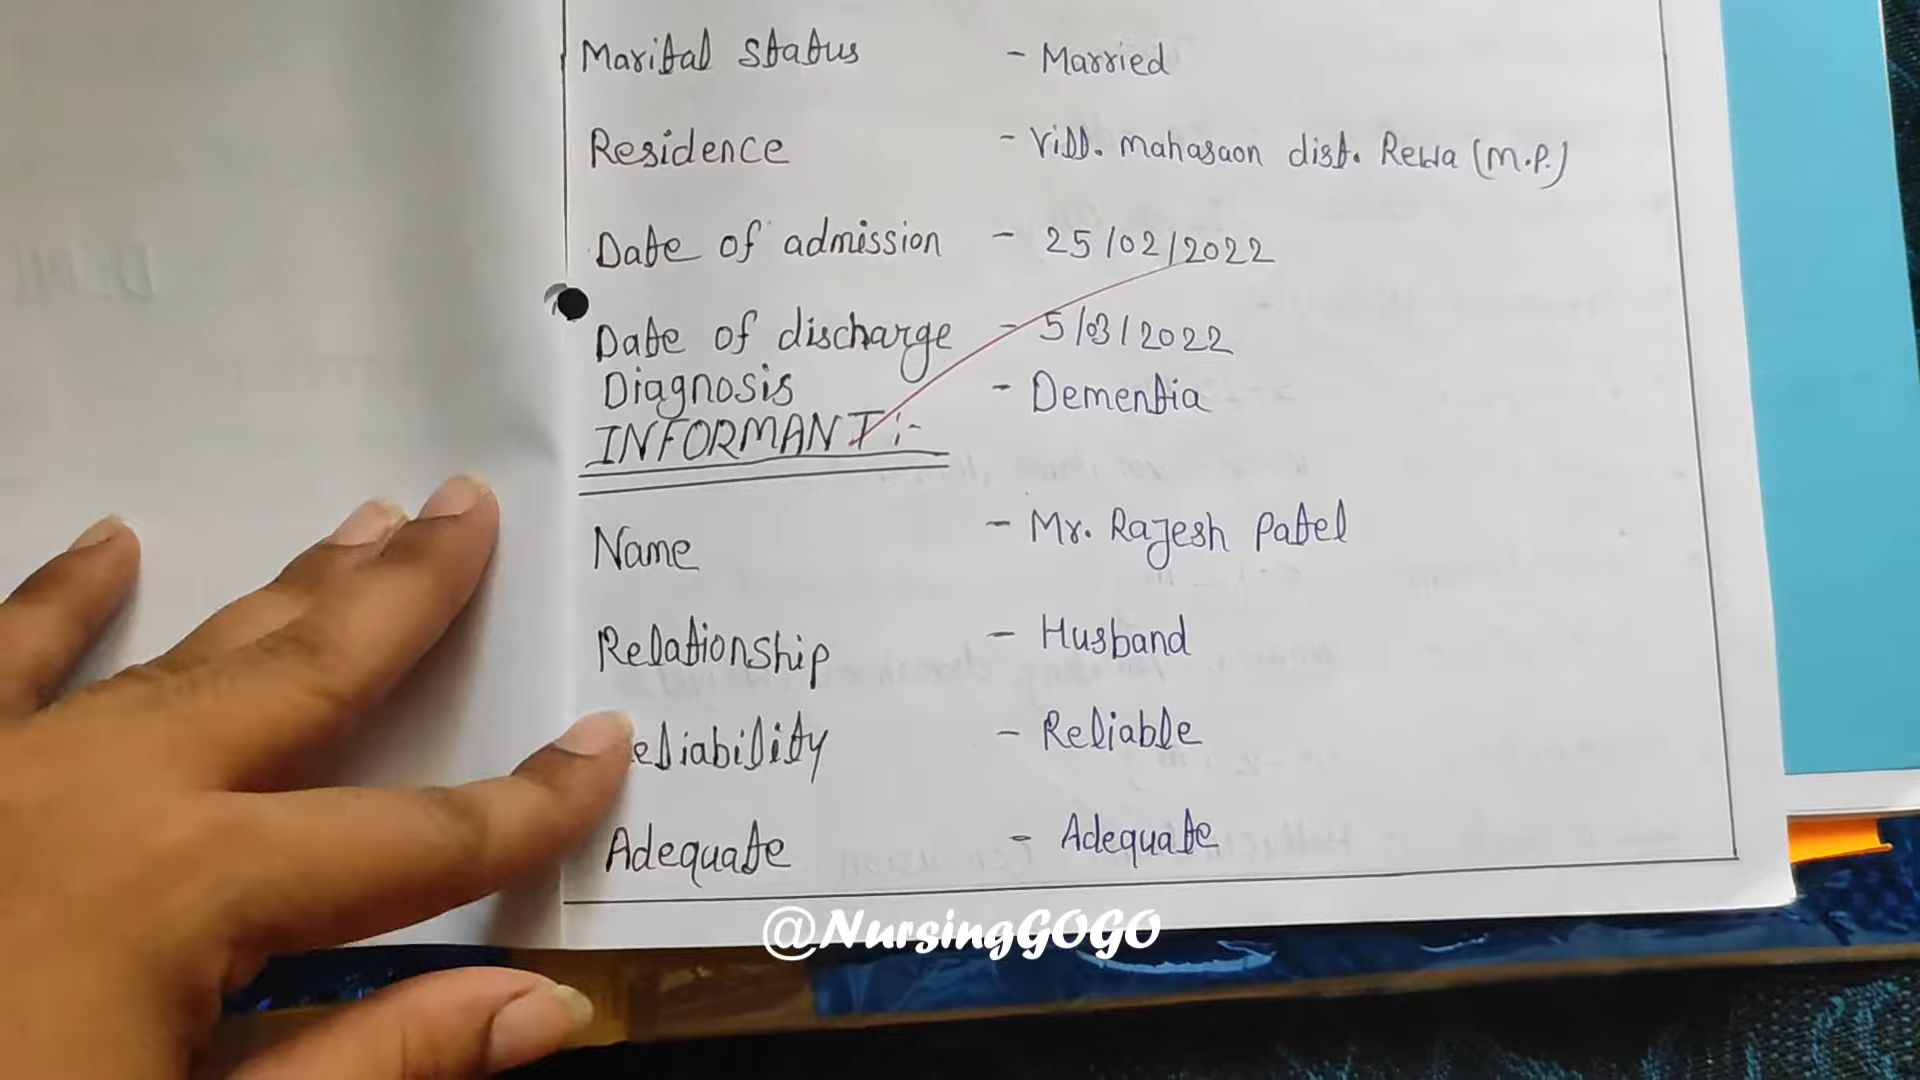 Marital status - Married
Residence - Vill. mahasaon dist. Rewa (M.P.)
Date of admission - 25/02/2022
Date of discharge - 5/03/2022
Diagnosis - Dementia
INFORMANT :-
Name - Mr. Rajesh Patel
Relationship - Husband
eliability - Reliable
Adequate - Adequate
@NursingGOGO